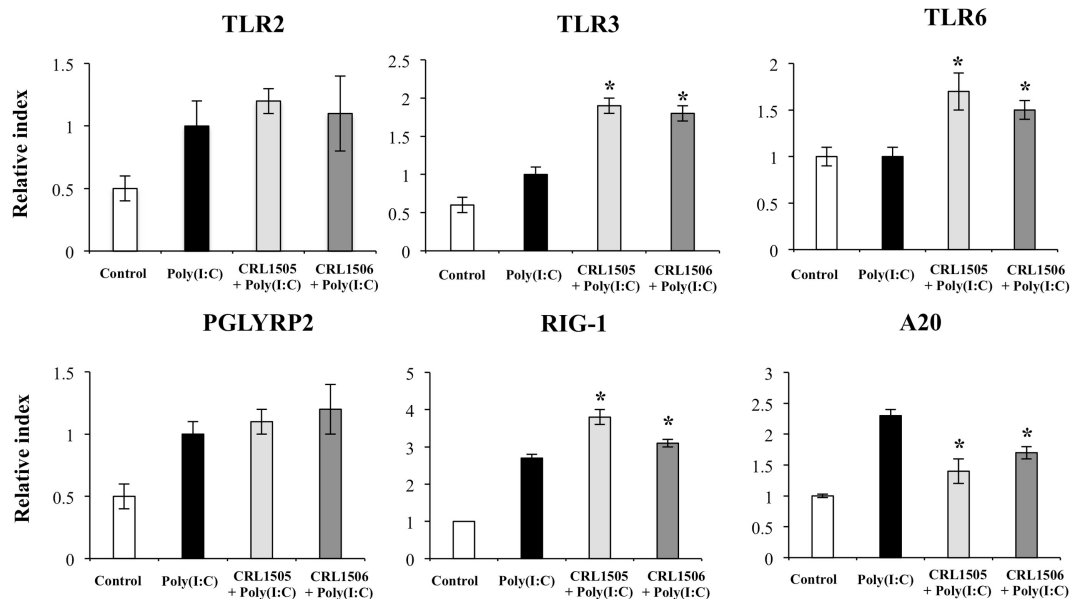 TLR2
TLR3
TLR6
Relative index
1.5
1
0.5
0
Control
Poly(I:C)
CRL1505
+ Poly(I:C)
CRL1506
+ Poly(I:C)
2.5
2
1.5
1
0.5
0
*
*
Control
Poly(I:C)
CRL1505
+ Poly(I:C)
CRL1506
+ Poly(I:C)
2
1.5
1
0.5
0
*
*
Control
Poly(I:C)
CRL1505
+ Poly(I:C)
CRL1506
+ Poly(I:C)
PGLYRP2
RIG-1
A20
Relative index
1.5
1
0.5
0
Control
Poly(I:C)
CRL1505
+ Poly(I:C)
CRL1506
+ Poly(I:C)
5
4
3
2
1
0
*
*
Control
Poly(I:C)
CRL1505
+ Poly(I:C)
CRL1506
+ Poly(I:C)
3
2.5
2
1.5
1
0.5
0
*
*
Control
Poly(I:C)
CRL1505
+ Poly(I:C)
CRL1506
+ Poly(I:C)